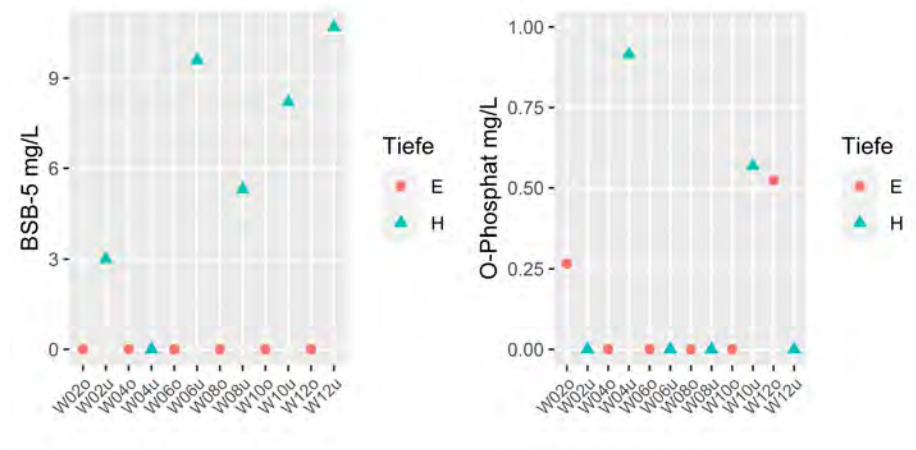 BSB-5 mg/L
9
6
3
0
W02o
W02u
W04o
W04u
W06o
W06u
W08o
W08u
W10o
W10u
W12o
W12u
Tiefe
E
H
O-Phosphat mg/L
1.00
0.75
0.50
0.25
0.00
W02o
W02u
W04o
W04u
W06o
W06u
W08o
W08u
W10o
W10u
W12o
W12u
Tiefe
E
H